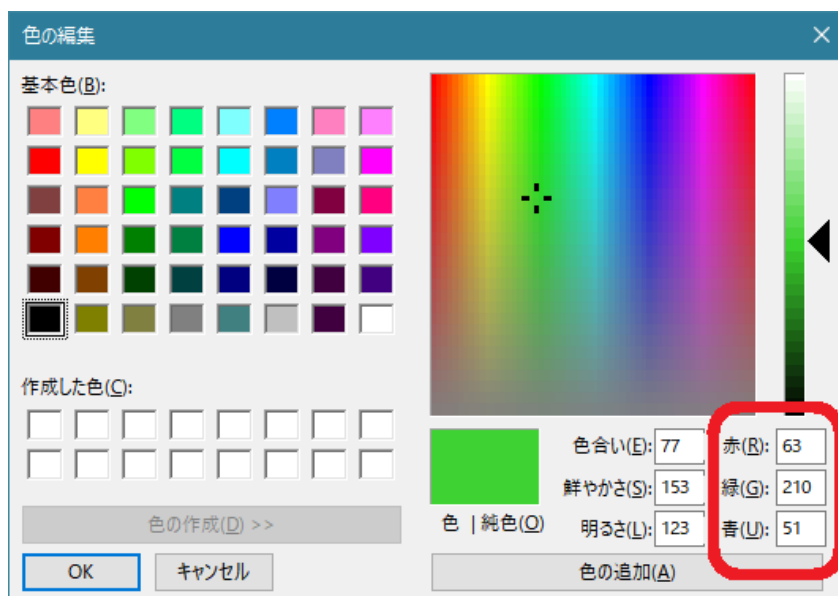 色の編集
基本色(B):
作成した色(C):
色の作成(D) >>
OK
キャンセル
色 | 純色(O)
色合い(E): 77
鮮やかさ(S): 153
明るさ(L): 123
赤(R): 63
緑(G): 210
青(U): 51
色の追加(A)